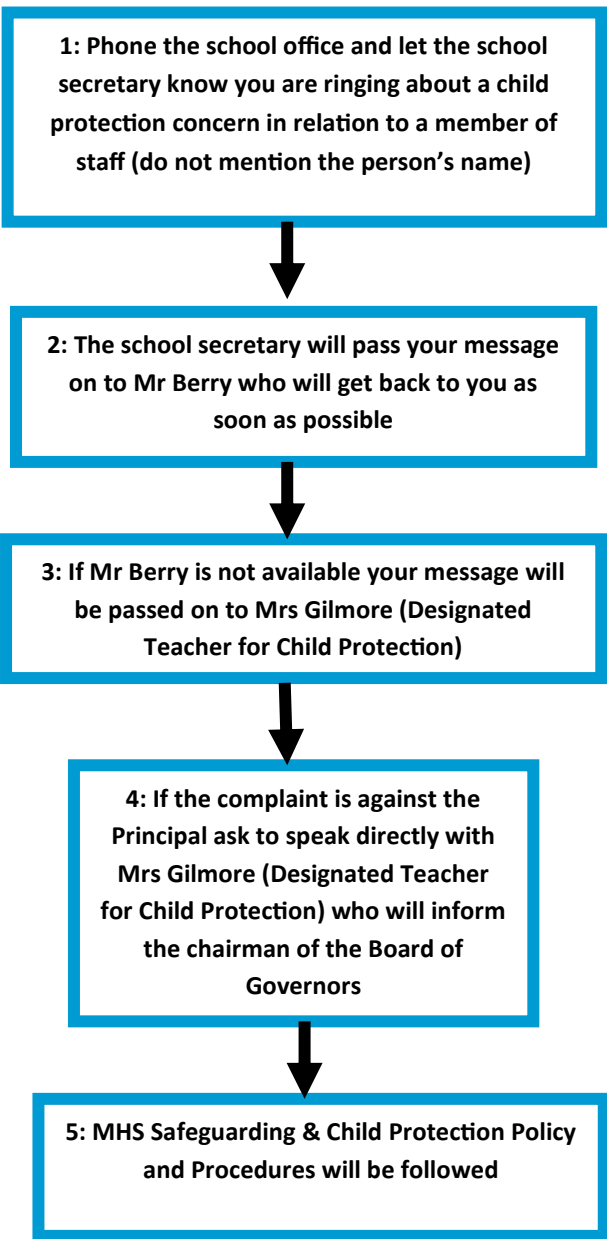 1: Phone the school office and let the school
secretary know you are ringing about a child
protection concern in relation to a member of
staff (do not mention the person's name)
2: The school secretary will pass your message
on to Mr Berry who will get back to you as
soon as possible
3: If Mr Berry is not available your message will
be passed on to Mrs Gilmore (Designated
Teacher for Child Protection)
4: If the complaint is against the
Principal ask to speak directly with
Mrs Gilmore (Designated Teacher
for Child Protection) who will inform
the chairman of the Board of
Governors
5: MHS Safeguarding & Child Protection Policy
and Procedures will be followed